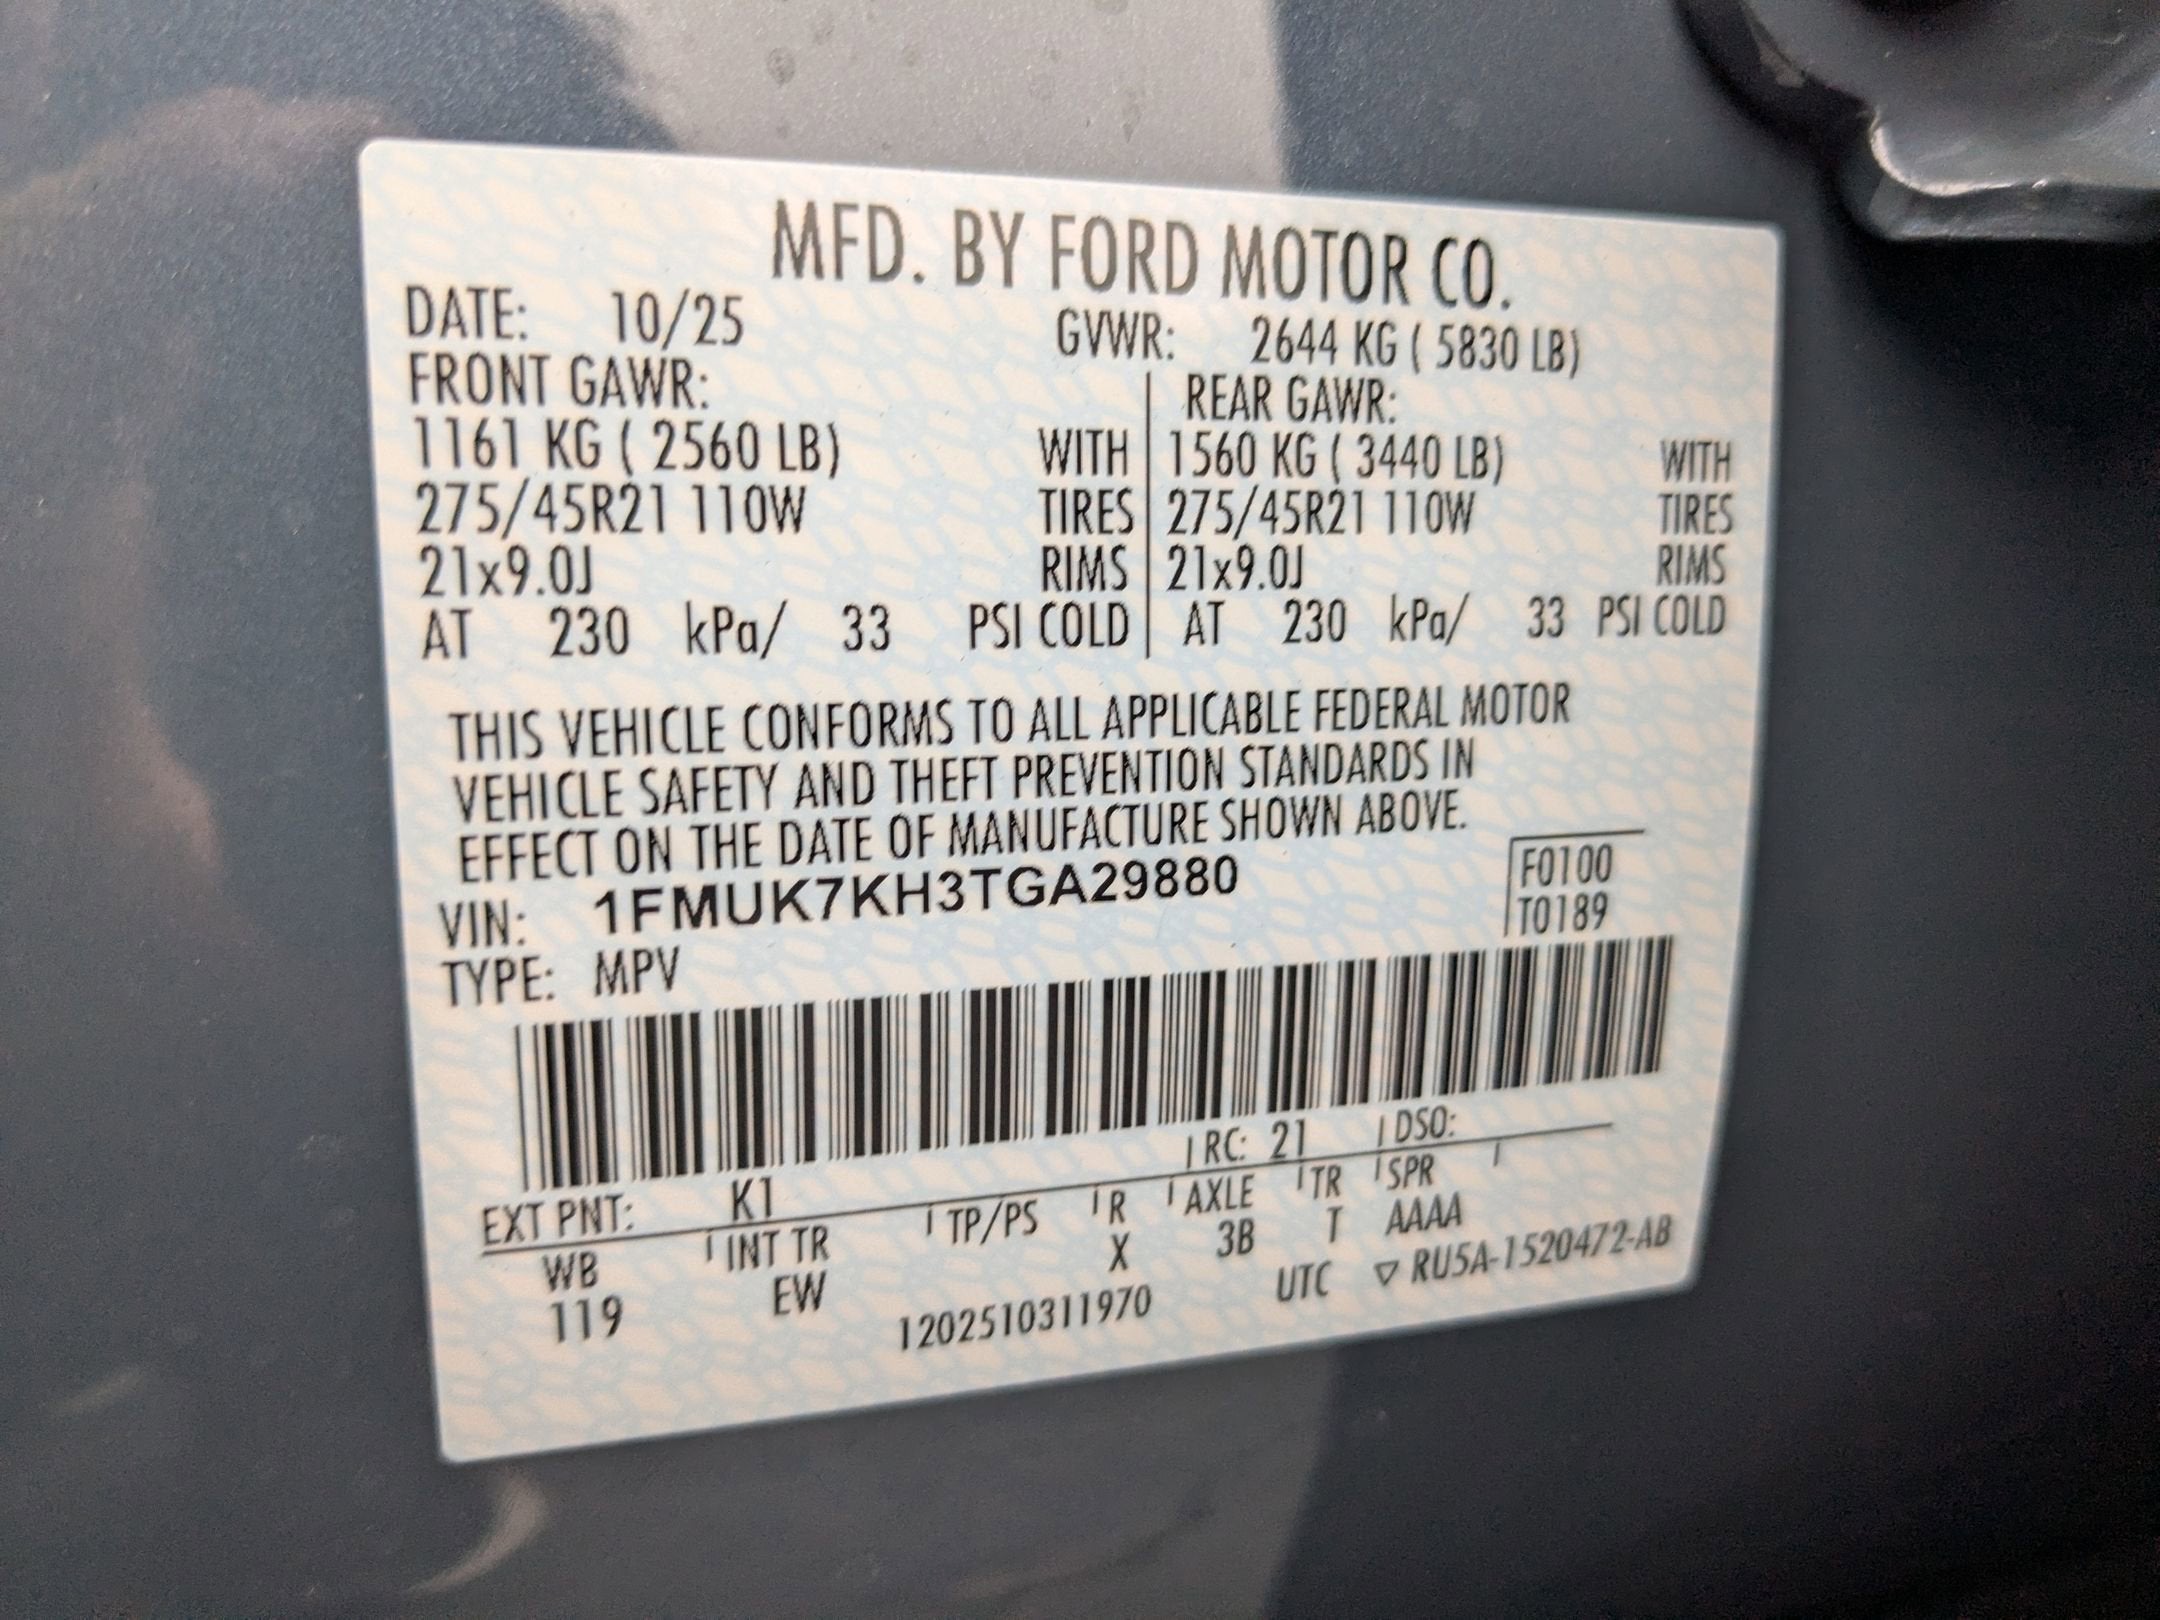 MFD. BY FORD MOTOR CO.
DATE: 10/25 GVWR: 2644 KG ( 5830 LB)
FRONT GAWR: REAR GAWR:
1161 KG ( 2560 LB) WITH 1560 KG ( 3440 LB) WITH
275/45R21 110W TIRES 275/45R21 110W TIRES
21x9.0J RIMS 21x9.0J RIMS
AT 230 kPa/ 33 PSI COLD AT 230 kPa/ 33 PSI COLD
THIS VEHICLE CONFORMS TO ALL APPLICABLE FEDERAL MOTOR
VEHICLE SAFETY AND THEFT PREVENTION STANDARDS IN
EFFECT ON THE DATE OF MANUFACTURE SHOWN ABOVE.
VIN: 1FMUK7KH3TGA29880 F0100
TYPE: MPV T0189
EXT PNT: K1 RC: 21 DSO:
WB INT TR TP/PS R AXLE TR SPR
119 EW X 3B T AAAA
1202510311970 UTC ▽ RU5A-1520472-AB